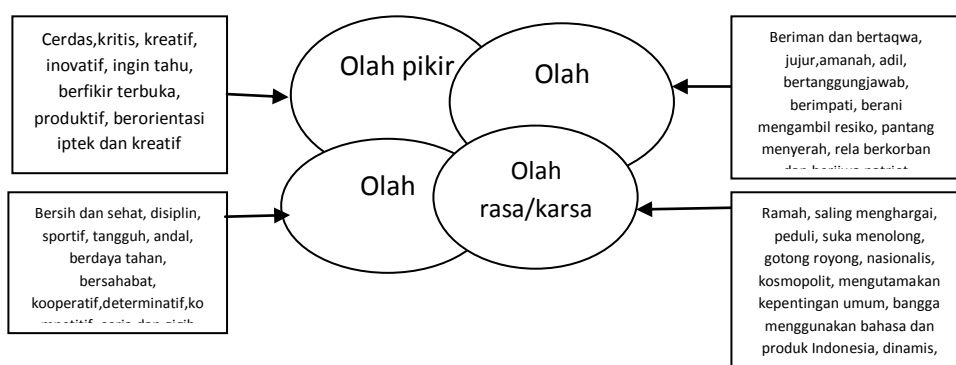 Cerdas,kritis, kreatif,
inovatif, ingin tahu,
berfikir terbuka,
produktif, berorientasi
iptek dan kreatif
Olah pikir
Olah
Beriman dan bertaqwa,
jujur,amanah, adil,
bertanggungjawab,
berimpati, berani
mengambil resiko, pantang
menyerah, rela berkorban
Bersih dan sehat, disiplin,
sportif, tangguh, andal,
berdaya tahan,
bersahabat,
kooperatif,determinatif,ko
Olah
Olah
rasa/karsa
Ramah, saling menghargai,
peduli, suka menolong,
gotong royong, nasionalis,
kosmopolit, mengutamakan
kepentingan umum, bangga
menggunakan bahasa dan
produk Indonesia, dinamis,